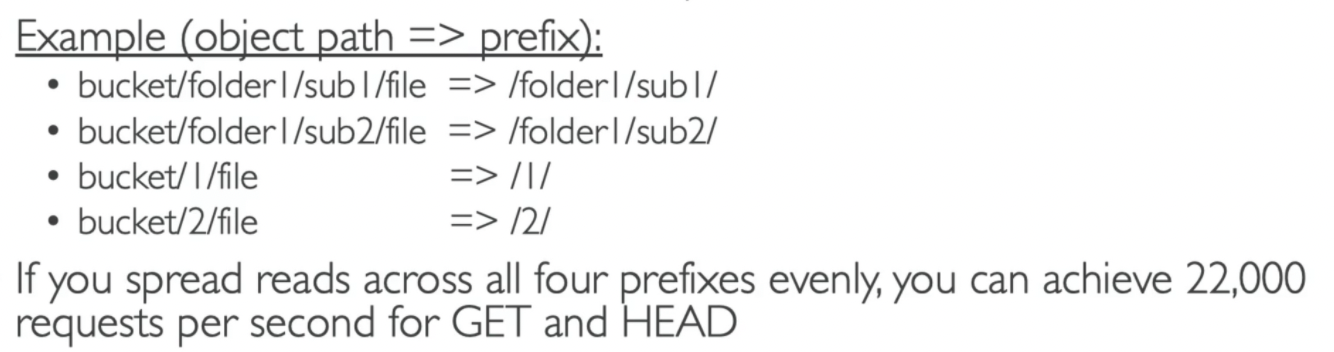 Example (object path => prefix):
• bucket/folder1/sub1/file => /folder1/sub1/
• bucket/folder1/sub2/file => /folder1/sub2/
• bucket/1/file => /1/
• bucket/2/file => /2/
If you spread reads across all four prefixes evenly, you can achieve 22,000
requests per second for GET and HEAD